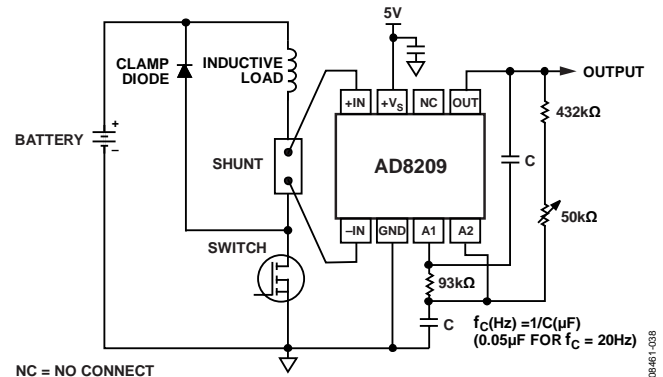 5V
CLAMP
DIODE
INDUCTIVE
LOAD
OUTPUT
+IN
+VS
NC
OUT
432kΩ
BATTERY
+
–
SHUNT
AD8209
C
50kΩ
–IN
GND
A1
A2
SWITCH
93kΩ
C
fC(Hz) =1/C(µF)
(0.05µF FOR fC = 20Hz)
NC = NO CONNECT
08461-038